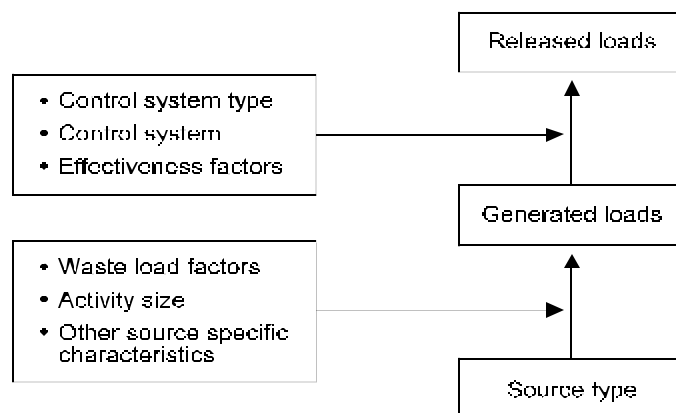 Released loads
• Control system type
• Control system
• Effectiveness factors
Generated loads
• Waste load factors
• Activity size
• Other source specific
characteristics
Source type